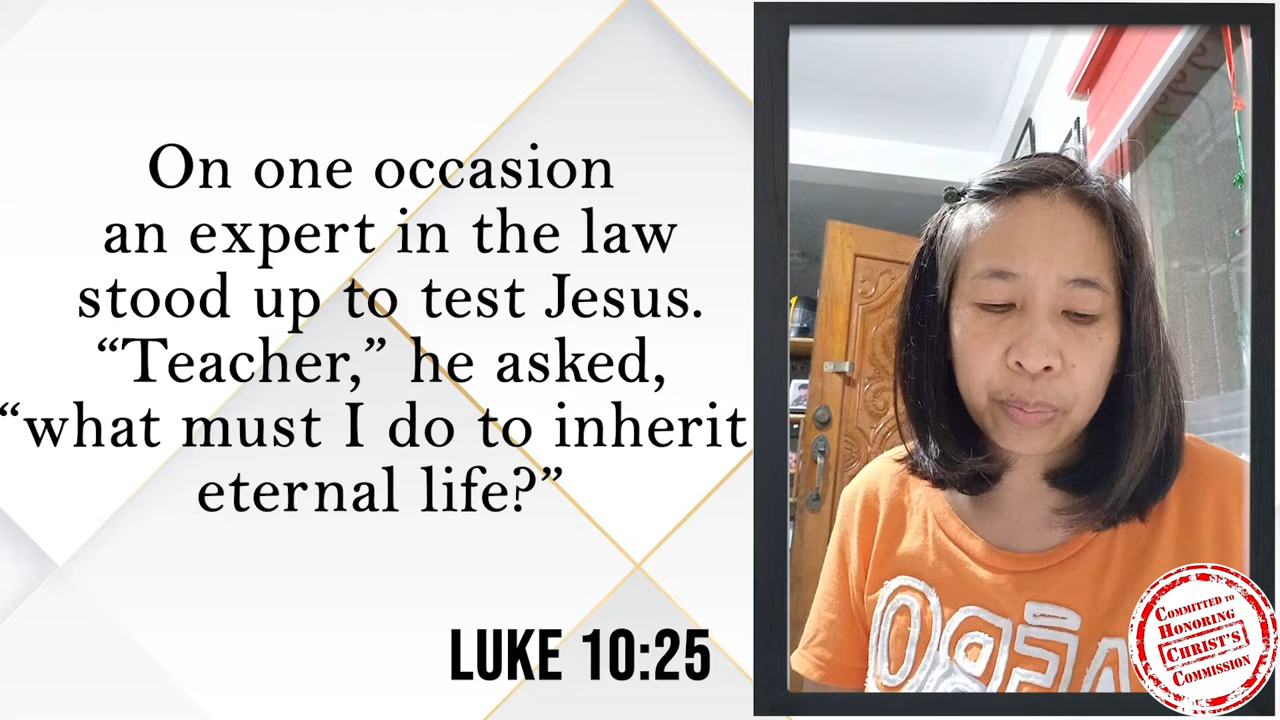 On one occasion
an expert in the law
stood up to test Jesus.
“Teacher,” he asked,
“what must I do to inherit
eternal life?”
LUKE 10:25
COMMITTED TO
HONORING
CHRIST'S
COMMISSION